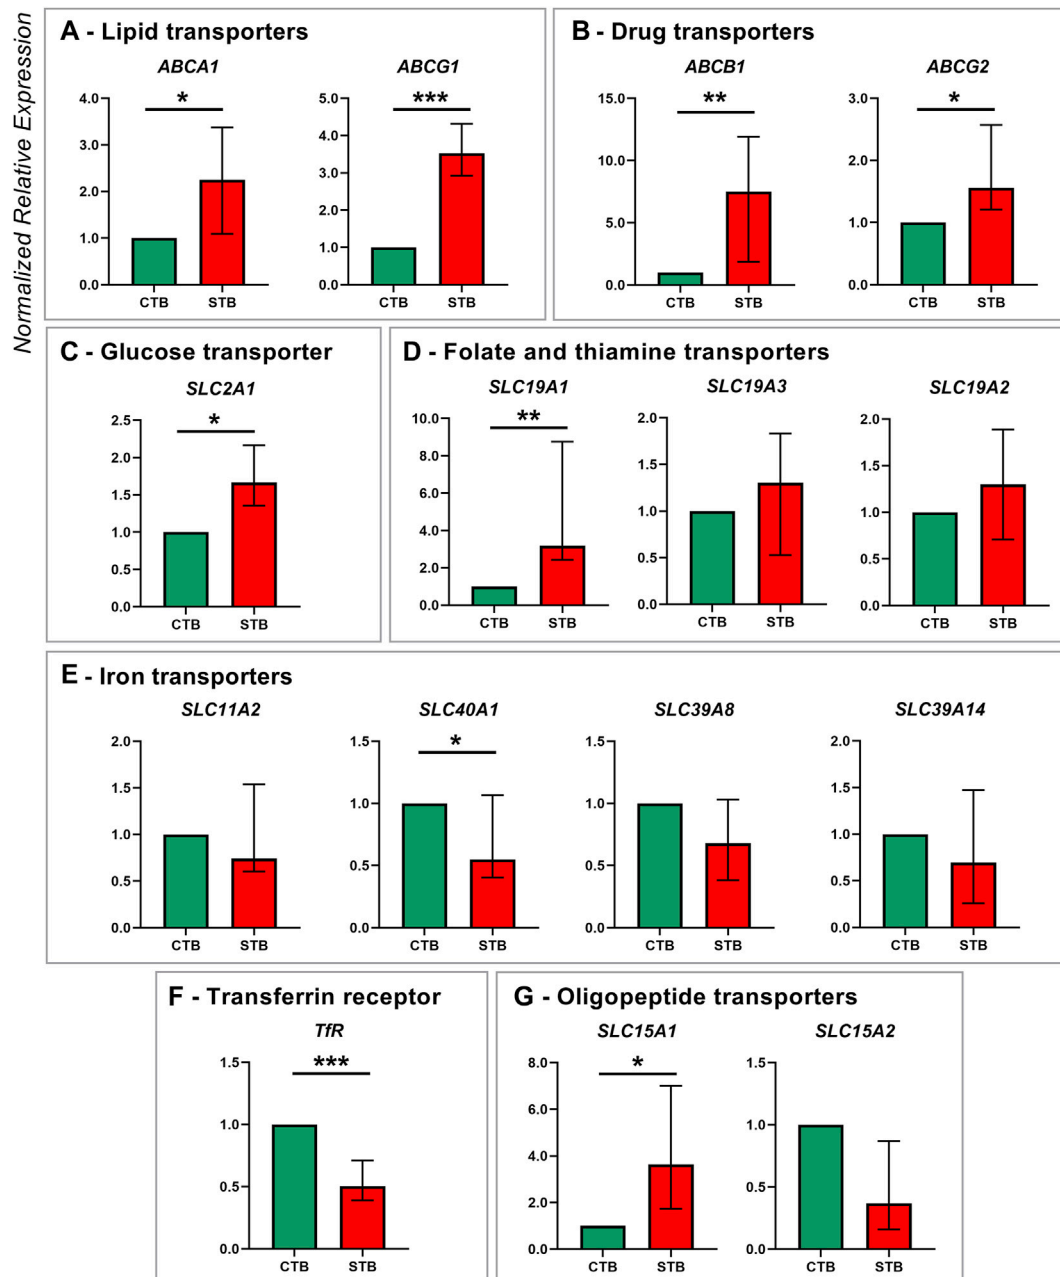 Normalized Relative Expression
A - Lipid transporters
ABCA1
*
4.0
3.0
2.0
1.0
0.0
CTB STB
ABCG1
***
5.0
4.0
3.0
2.0
1.0
0.0
CTB STB
B - Drug transporters
ABCB1
**
15.0
10.0
5.0
0.0
CTB STB
ABCG2
*
3.0
2.0
1.0
0.0
CTB STB
C - Glucose transporter
SLC2A1
*
2.5
2.0
1.5
1.0
0.5
0.0
CTB STB
D - Folate and thiamine transporters
SLC19A1
**
10.0
8.0
6.0
4.0
2.0
0.0
CTB STB
SLC19A3
2.0
1.5
1.0
0.5
0.0
CTB STB
SLC19A2
2.0
1.5
1.0
0.5
0.0
CTB STB
E - Iron transporters
SLC11A2
2.0
1.5
1.0
0.5
0.0
CTB STB
SLC40A1
*
1.5
1.0
0.5
0.0
CTB STB
SLC39A8
1.5
1.0
0.5
0.0
CTB STB
SLC39A14
2.0
1.5
1.0
0.5
0.0
CTB STB
F - Transferrin receptor
TfR
***
1.5
1.0
0.5
0.0
CTB STB
G - Oligopeptide transporters
SLC15A1
*
8.0
6.0
4.0
2.0
0.0
CTB STB
SLC15A2
1.5
1.0
0.5
0.0
CTB STB